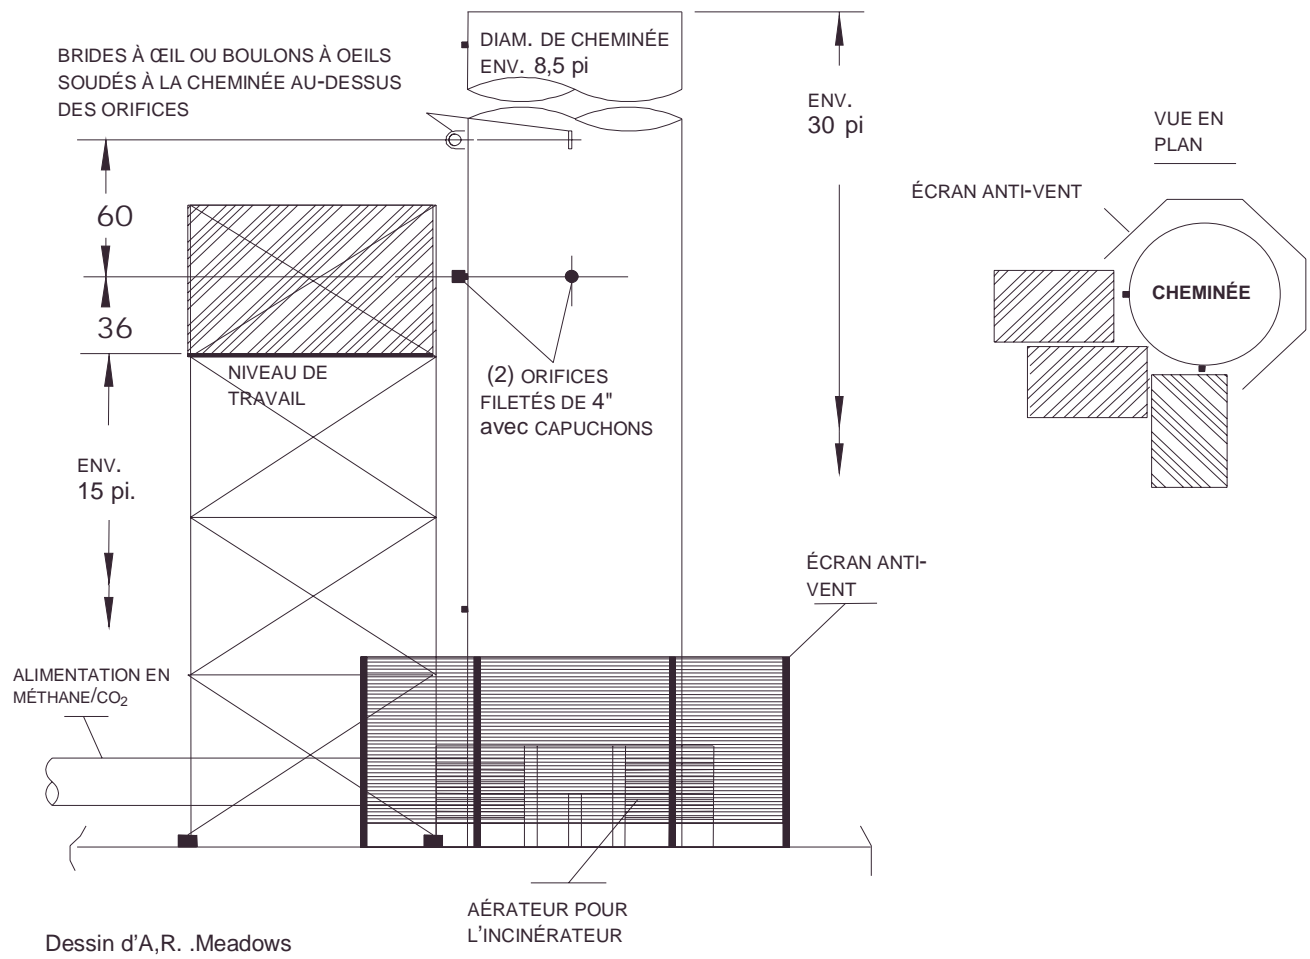 BRIDES À ŒIL OU BOULONS À OEILS
SOUDÉS À LA CHEMINÉE AU-DESSUS
DES ORIFICES
DIAM. DE CHEMINÉE
ENV. 8,5 pi
ENV.
30 pi
VUE EN
PLAN
ÉCRAN ANTI-VENT
CHEMINÉE
60
36
NIVEAU DE
TRAVAIL
(2) ORIFICES
FILETÉS DE 4"
avec CAPUCHONS
ENV.
15 pi.
ÉCRAN ANTI-
VENT
ALIMENTATION EN
MÉTHANE/CO₂
AÉRATEUR POUR
L'INCINÉRATEUR
Dessin d'A,R. .Meadows